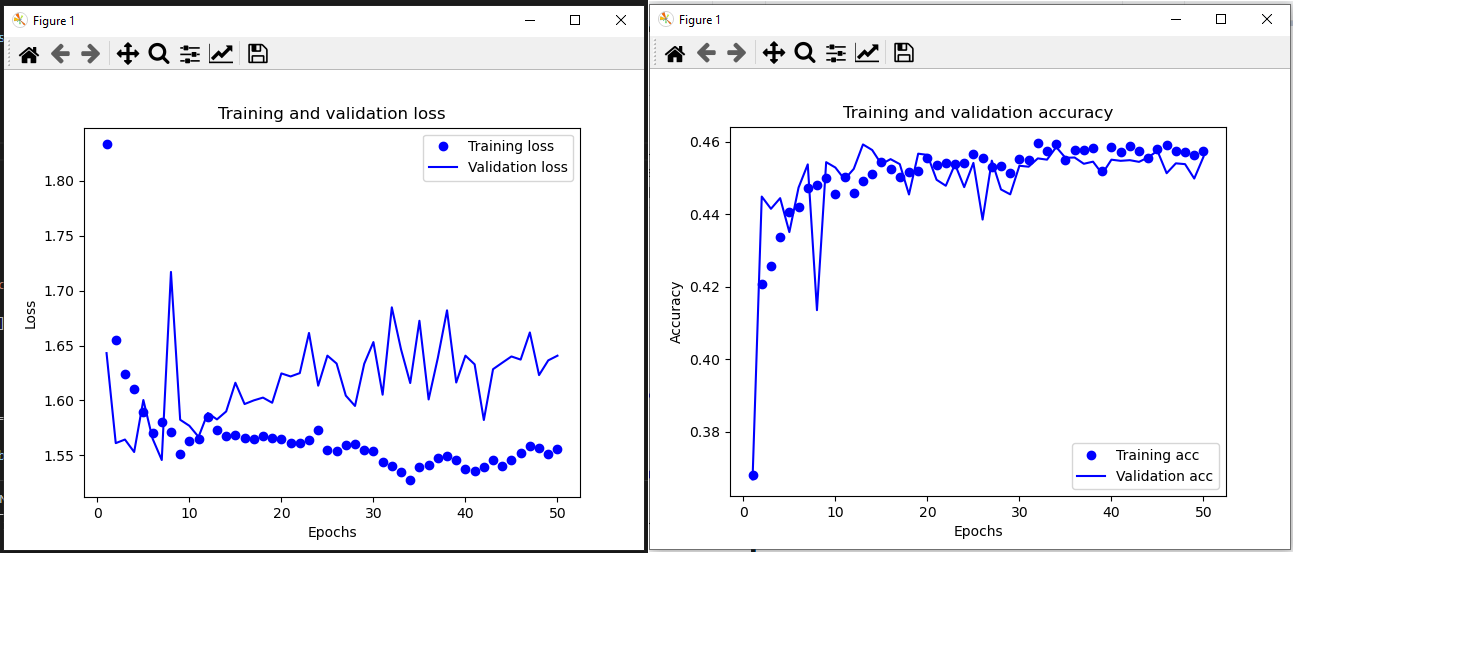 Figure 1
Training and validation loss
Training loss
Validation loss
1.80
1.75
1.70
1.65
1.60
1.55
Loss
0 10 20 30 40 50
Epochs
Figure 1
Training and validation accuracy
0.46
0.44
0.42
0.40
0.38
Accuracy
Training acc
Validation acc
0 10 20 30 40 50
Epochs